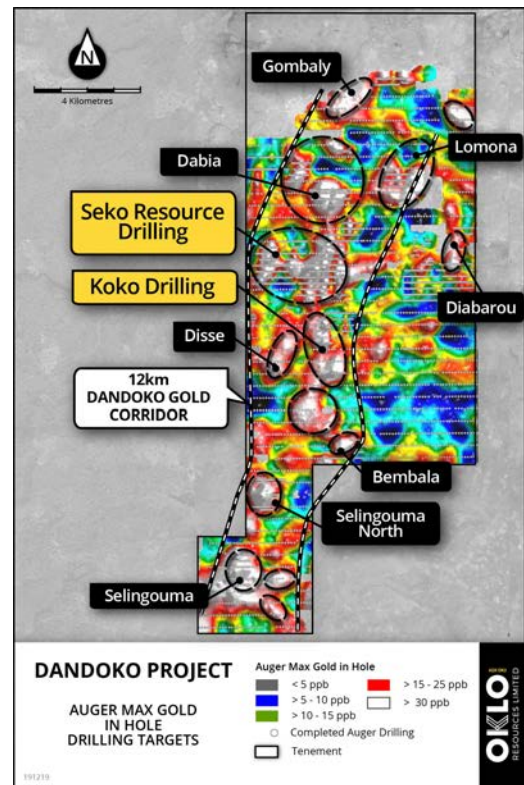 N
4 Kilometres
Gombaly
Lomona
Dabia
Seko Resource
Drilling
Koko Drilling
Diabarou
Disse
12km
DANDOKO GOLD
CORRIDOR
Bembala
Selingouma
North
Selingouma
DANDOKO PROJECT
AUGER MAX GOLD
IN HOLE
DRILLING TARGETS
Auger Max Gold in Hole
< 5 ppb
> 5 - 10 ppb
> 10 - 15 ppb
> 15 - 25 ppb
> 30 ppb
Completed Auger Drilling
Tenement
OKLO
RESOURCES LIMITED
191219